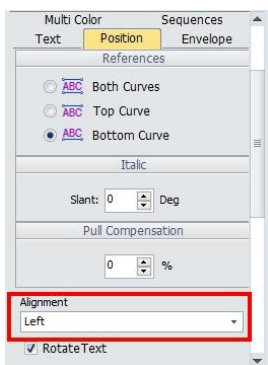 Multi Color Sequences
Text Position Envelope
References
ABC Both Curves
ABC Top Curve
ABC Bottom Curve
Italic
Slant: 0 Deg
Pull Compensation
0 %
Alignment
Left
Rotate Text